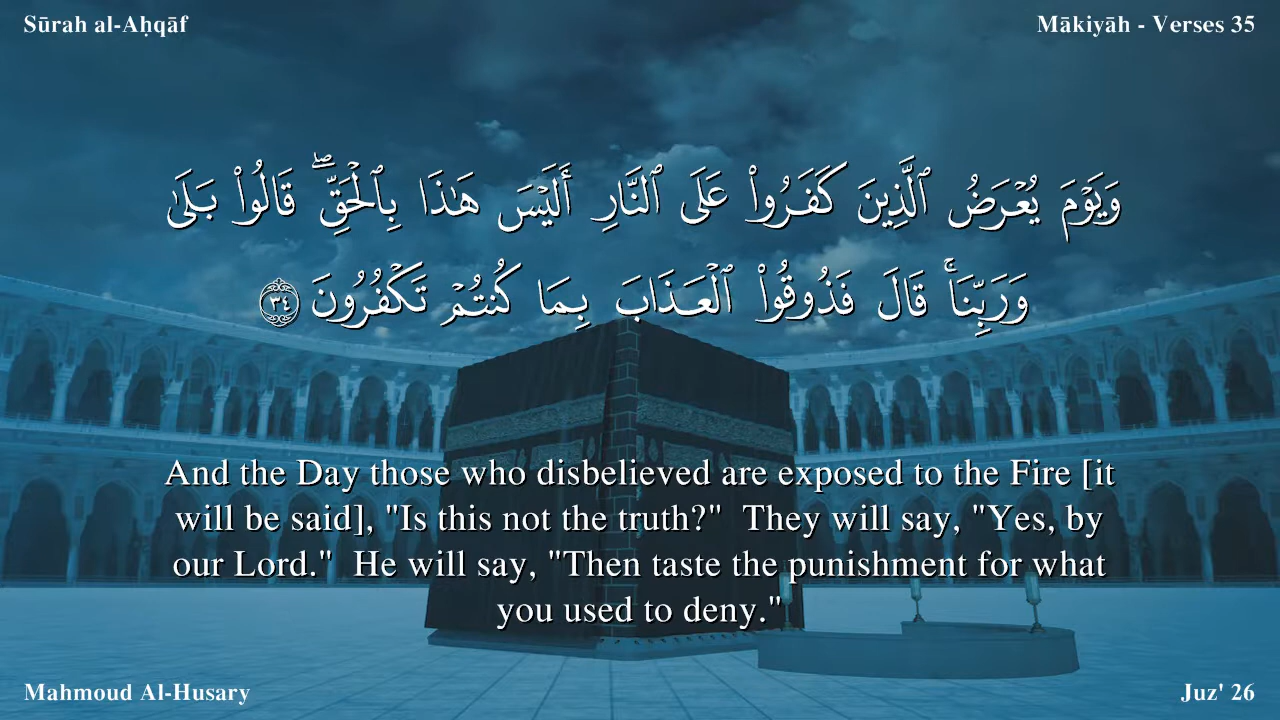 Sūrah al-Aḥqāf
Mākiyāh - Verses 35
وَيَوْمَ يُعْرَضُ ٱلَّذِينَ كَفَرُوا۟ عَلَى ٱلنَّارِ أَلَيْسَ هَـٰذَا بِٱلْحَقِّ ۖ قَالُوا۟ بَلَىٰ
وَرَبِّنَا ۚ قَالَ فَذُوقُوا۟ ٱلْعَذَابَ بِمَا كُنتُمْ تَكْفُرُونَ ٣٤
And the Day those who disbelieved are exposed to the Fire [it
will be said], "Is this not the truth?" They will say, "Yes, by
our Lord." He will say, "Then taste the punishment for what
you used to deny."
Mahmoud Al-Husary
Juz' 26